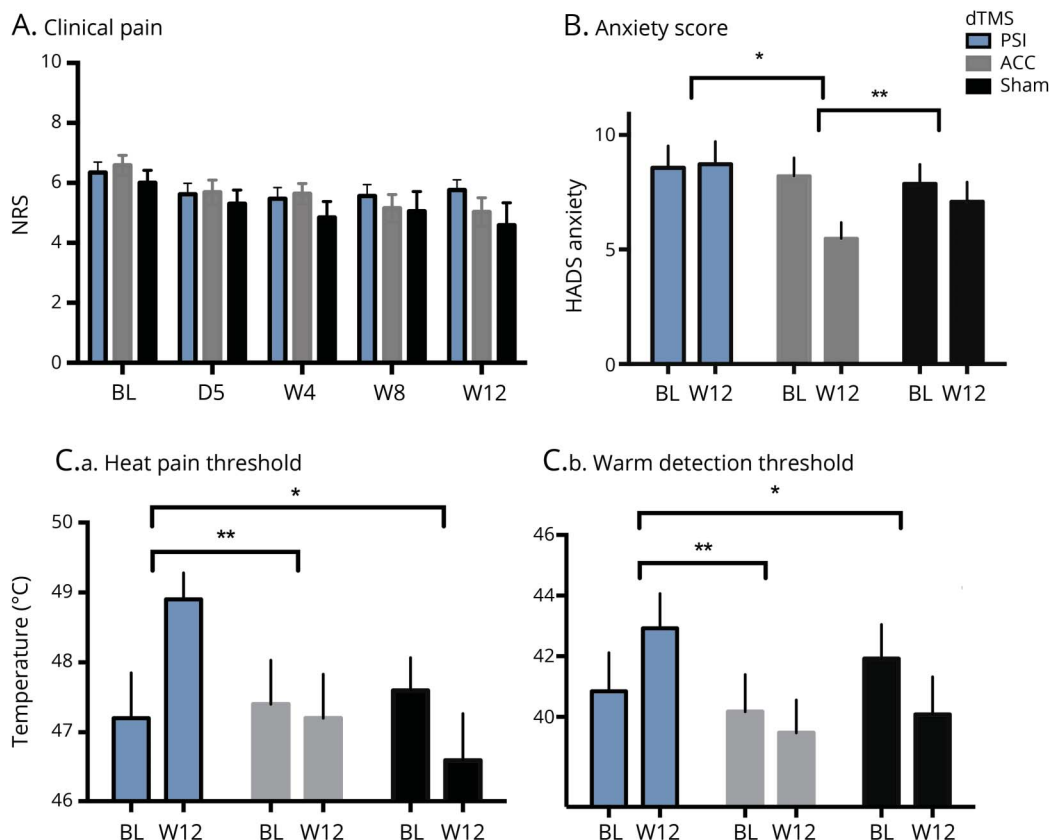 A. Clinical pain
10
8
6
4
2
0
NRS
BL D5 W4 W8 W12
B. Anxiety score
dTMS
PSI
ACC
Sham
* **
10
5
0
HADS anxiety
BL W12 BL W12 BL W12
C.a. Heat pain threshold
50
49
48
47
46
Temperature (°C)
*
**
BL W12 BL W12 BL W12
C.b. Warm detection threshold
46
44
42
40
*
**
BL W12 BL W12 BL W12